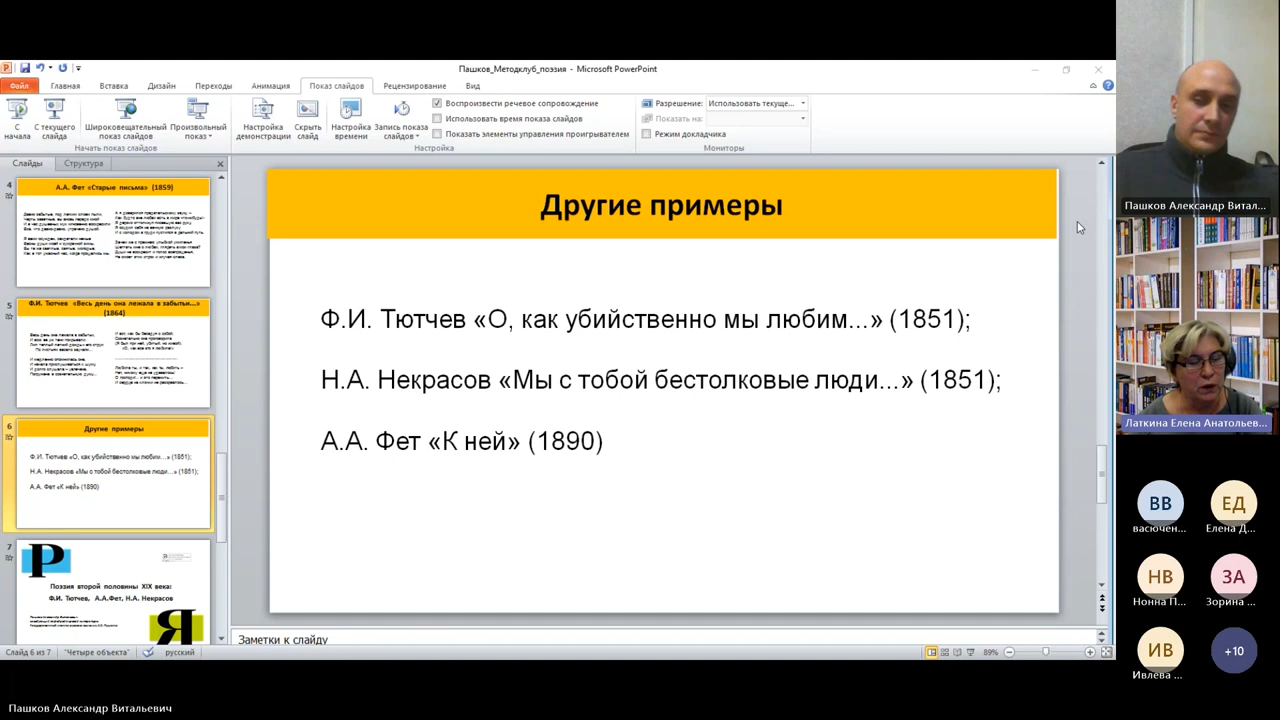 Пашков_Методклуб_поэзия - Microsoft PowerPoint
Файл Главная Вставка Дизайн Переходы Анимация Показ слайдов Рецензирование Вид
С начала
С текущего слайда
Широковещательный показ слайдов
Произвольный показ
Начать показ слайдов
Настройка демонстрации
Скрыть слайд
Настройка времени
Запись показа слайдов
Воспроизвести речевое сопровождение
Использовать время показа слайдов
Показать элементы управления проигрывателем
Настройка
Разрешение: Использовать текуще...
Показать на:
Режим докладчика
Мониторы
Слайды Структура
4
А.А. Фет «Старые письма» (1859)
5
Ф.И. Тютчев «Весь день она лежала в забытьи...»
(1864)
6
Другие примеры
Ф.И. Тютчев «О, как убийственно мы любим...» (1851);
Н.А. Некрасов «Мы с тобой бестолковые люди...» (1851);
А.А. Фет «К ней» (1890)
7
Р
Поэзия второй половины XIX века:
Ф.И. Тютчев, А.А.Фет, Н.А. Некрасов
Я
Другие примеры
Ф.И. Тютчев «О, как убийственно мы любим...» (1851);
Н.А. Некрасов «Мы с тобой бестолковые люди...» (1851);
А.А. Фет «К ней» (1890)
Заметки к слайду
Слайд 6 из 7 "Четыре объекта" русский 89%
Пашков Александр Витал...
Латкина Елена Анатольев...
ВВ
васючен...
ЕД
Елена Д...
НВ
Нонна П...
ЗА
Зорина ...
ИВ
Ивлева ...
+10
Пашков Александр Витальевич